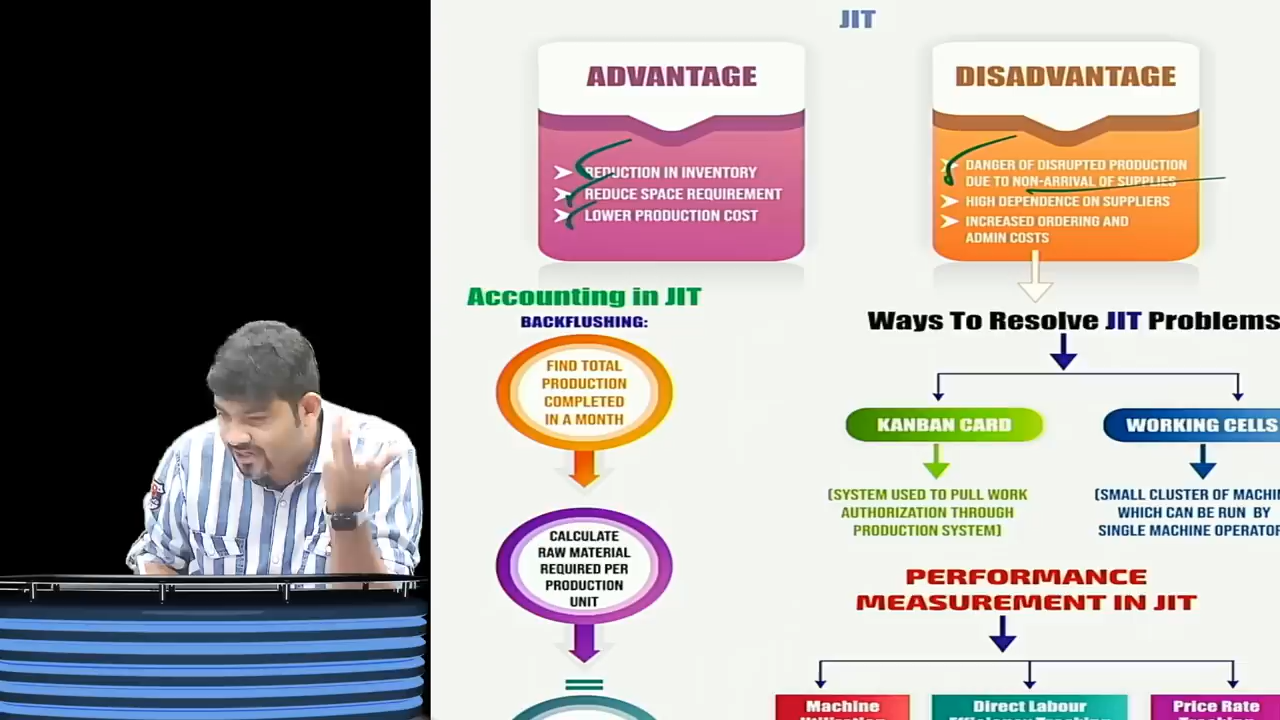 JIT
ADVANTAGE
REDUCTION IN INVENTORY
REDUCE SPACE REQUIREMENT
LOWER PRODUCTION COST
DISADVANTAGE
DANGER OF DISRUPTED PRODUCTION
DUE TO NON-ARRIVAL OF SUPPLIES
HIGH DEPENDENCE ON SUPPLIERS
INCREASED ORDERING AND
ADMIN COSTS
Accounting in JIT
BACKFLUSHING:
FIND TOTAL
PRODUCTION
COMPLETED
IN A MONTH
CALCULATE
RAW MATERIAL
REQUIRED PER
PRODUCTION
UNIT
Ways To Resolve JIT Problems
KANBAN CARD
(SYSTEM USED TO PULL WORK
AUTHORIZATION THROUGH
PRODUCTION SYSTEM)
WORKING CELLS
(SMALL CLUSTER OF MACHIN
WHICH CAN BE RUN BY
SINGLE MACHINE OPERATOR
PERFORMANCE
MEASUREMENT IN JIT
Machine
Direct Labour
Price Rate